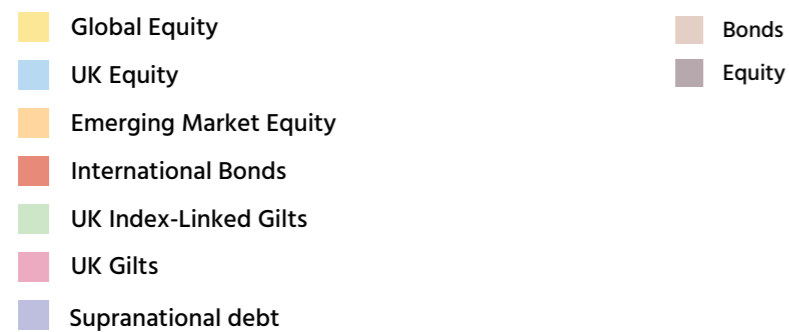 Global Equity
UK Equity
Emerging Market Equity
International Bonds
UK Index-Linked Gilts
UK Gilts
Supranational debt
Bonds
Equity